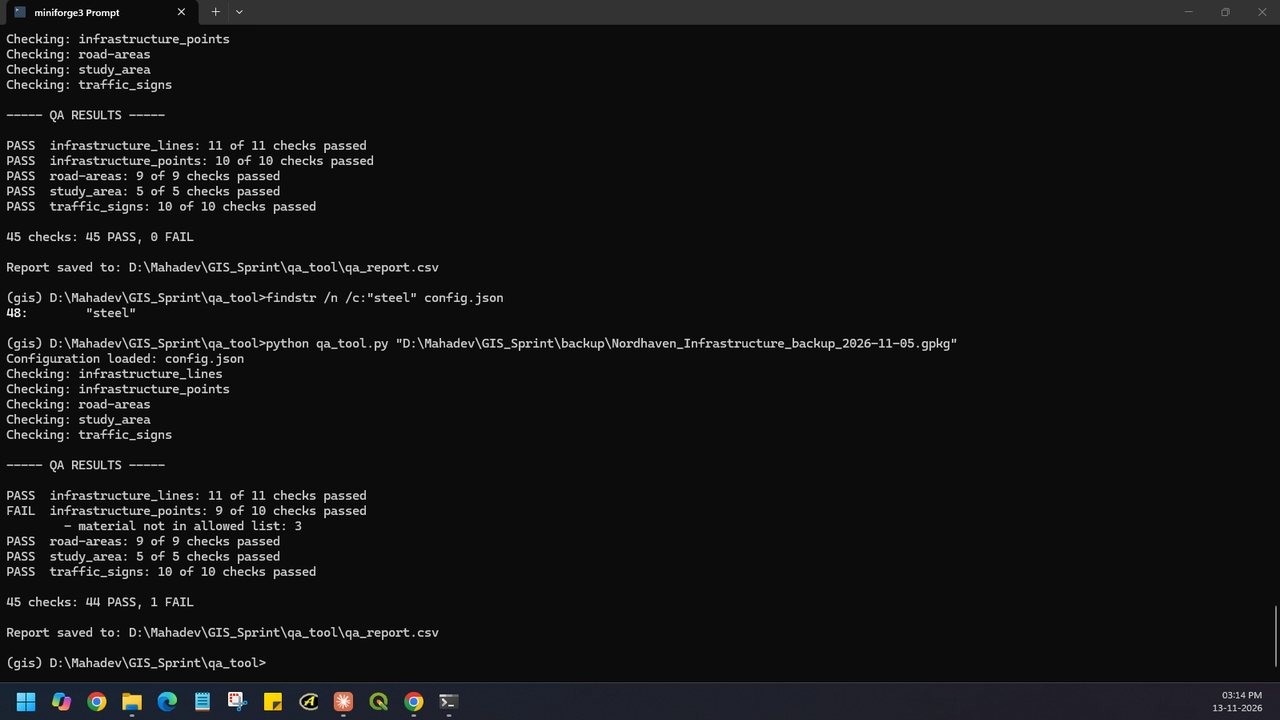 miniforge3 Prompt
Checking: infrastructure_points
Checking: road-areas
Checking: study_area
Checking: traffic_signs
----- QA RESULTS -----
PASS  infrastructure_lines: 11 of 11 checks passed
PASS  infrastructure_points: 10 of 10 checks passed
PASS  road-areas: 9 of 9 checks passed
PASS  study_area: 5 of 5 checks passed
PASS  traffic_signs: 10 of 10 checks passed
45 checks: 45 PASS, 0 FAIL
Report saved to: D:\Mahadev\GIS_Sprint\qa_tool\qa_report.csv
(gis) D:\Mahadev\GIS_Sprint\qa_tool>findstr /n /c:"steel" config.json
48:        "steel"
(gis) D:\Mahadev\GIS_Sprint\qa_tool>python qa_tool.py "D:\Mahadev\GIS_Sprint\backup\Nordhaven_Infrastructure_backup_2026-11-05.gpkg"
Configuration loaded: config.json
Checking: infrastructure_lines
Checking: infrastructure_points
Checking: road-areas
Checking: study_area
Checking: traffic_signs
----- QA RESULTS -----
PASS  infrastructure_lines: 11 of 11 checks passed
FAIL  infrastructure_points: 9 of 10 checks passed
        - material not in allowed list: 3
PASS  road-areas: 9 of 9 checks passed
PASS  study_area: 5 of 5 checks passed
PASS  traffic_signs: 10 of 10 checks passed
45 checks: 44 PASS, 1 FAIL
Report saved to: D:\Mahadev\GIS_Sprint\qa_tool\qa_report.csv
(gis) D:\Mahadev\GIS_Sprint\qa_tool>
03:14 PM
13-11-2026